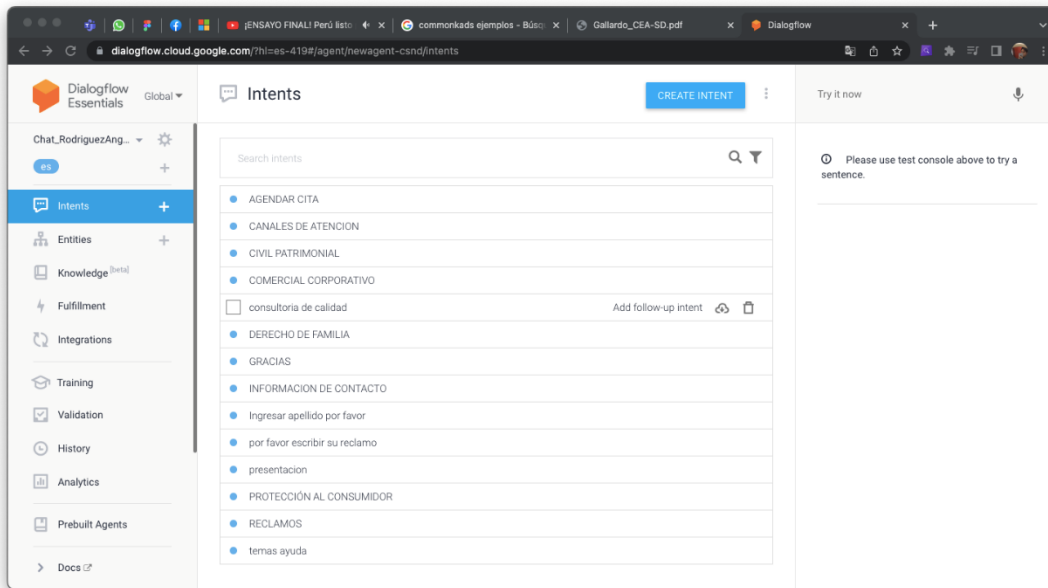 ¡ENSAYO FINAL! Perú listo
commonkads ejemplos - Búsq
Gallardo_CEA-SD.pdf
Dialogflow
dialogflow.cloud.google.com/?hl=es-419#/agent/newagent-csnd/intents
Dialogflow
Essentials
Global
Intents
CREATE INTENT
Try it now
Chat_RodriguezAng...
es
Search intents
Please use test console above to try a
sentence.
Intents
Entities
Knowledge [beta]
Fulfillment
Integrations
Training
Validation
History
Analytics
Prebuilt Agents
Docs
AGENDAR CITA
CANALES DE ATENCION
CIVIL PATRIMONIAL
COMERCIAL CORPORATIVO
consultoria de calidad Add follow-up intent
DERECHO DE FAMILIA
GRACIAS
INFORMACION DE CONTACTO
Ingresar apellido por favor
por favor escribir su reclamo
presentacion
PROTECCIÓN AL CONSUMIDOR
RECLAMOS
temas ayuda